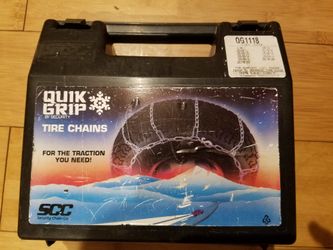 QG1118
QUIK
GRIP
BY SECURITY
TIRE CHAINS
FOR THE TRACTION
YOU NEED!
SCC
Security Chain Co